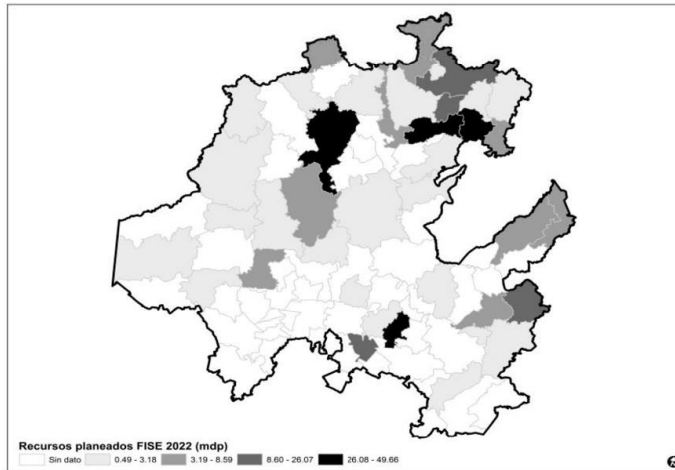 Recursos planeados FISE 2022 (mdp)
Sin dato 0.49 - 3.18 3.19 - 8.59 8.60 - 26.07 26.08 - 49.66